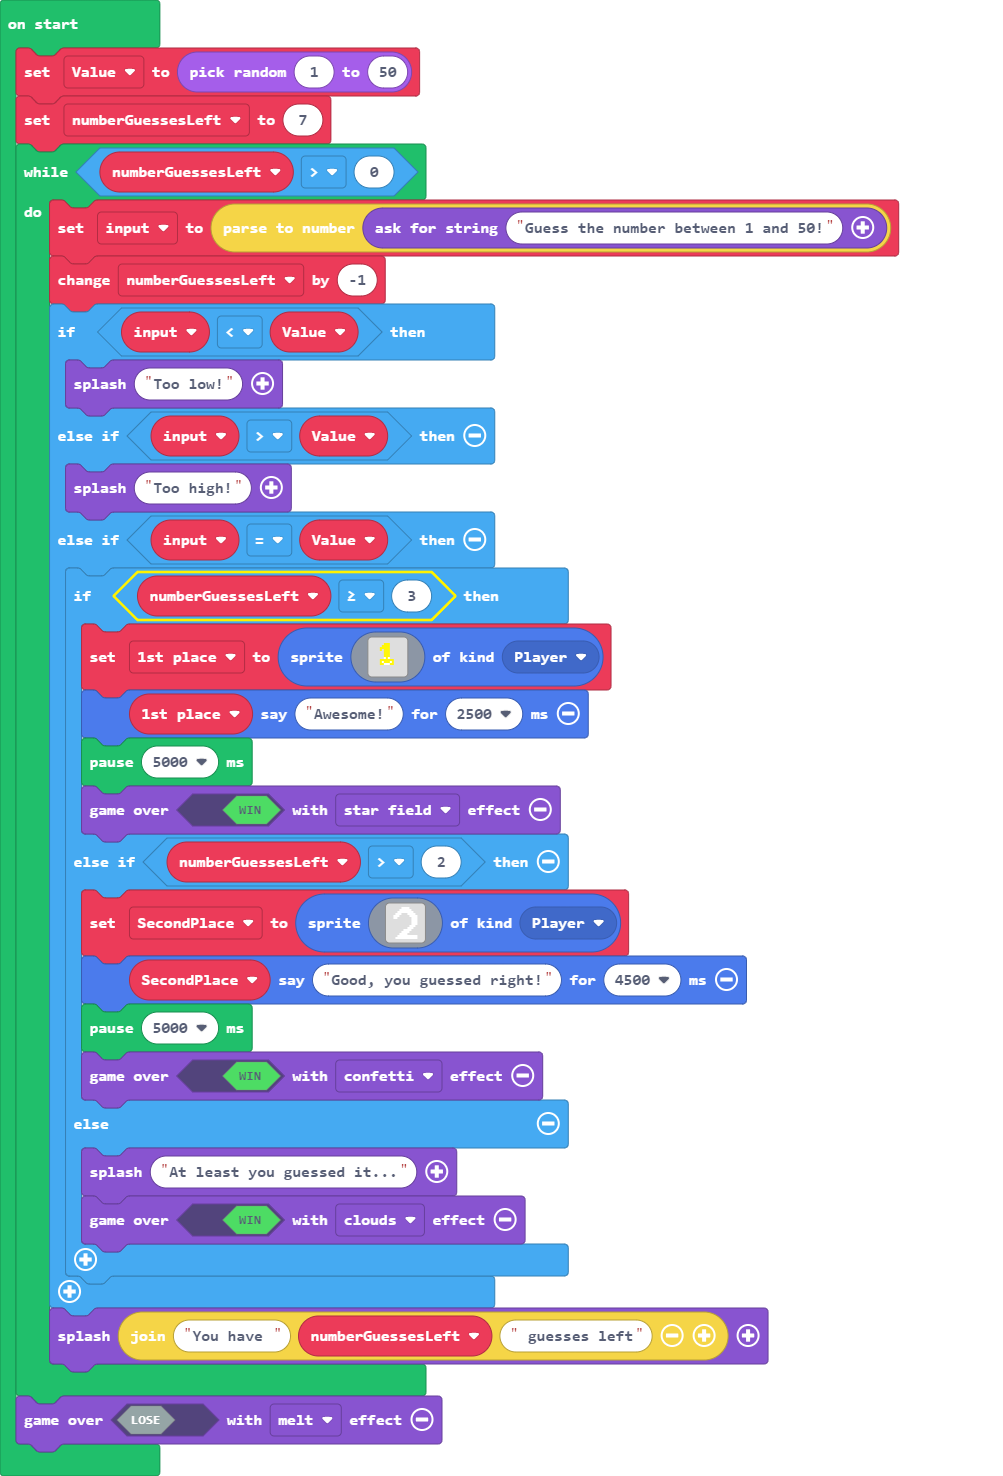 on start
set Value to pick random 1 to 50
set numberGuessesLeft to 7
while numberGuessesLeft > 0
do
set input to parse to number ask for string "Guess the number between 1 and 50!"
change numberGuessesLeft by -1
if input < Value then
splash "Too low!"
else if input > Value then
splash "Too high!"
else if input = Value then
if numberGuessesLeft ≥ 3 then
set 1st place to sprite 1 of kind Player
1st place say "Awesome!" for 2500 ms
pause 5000 ms
game over WIN with star field effect
else if numberGuessesLeft > 2 then
set SecondPlace to sprite 2 of kind Player
SecondPlace say "Good, you guessed right!" for 4500 ms
pause 5000 ms
game over WIN with confetti effect
else
splash "At least you guessed it..."
game over WIN with clouds effect
splash join "You have " numberGuessesLeft " guesses left"
game over LOSE with melt effect